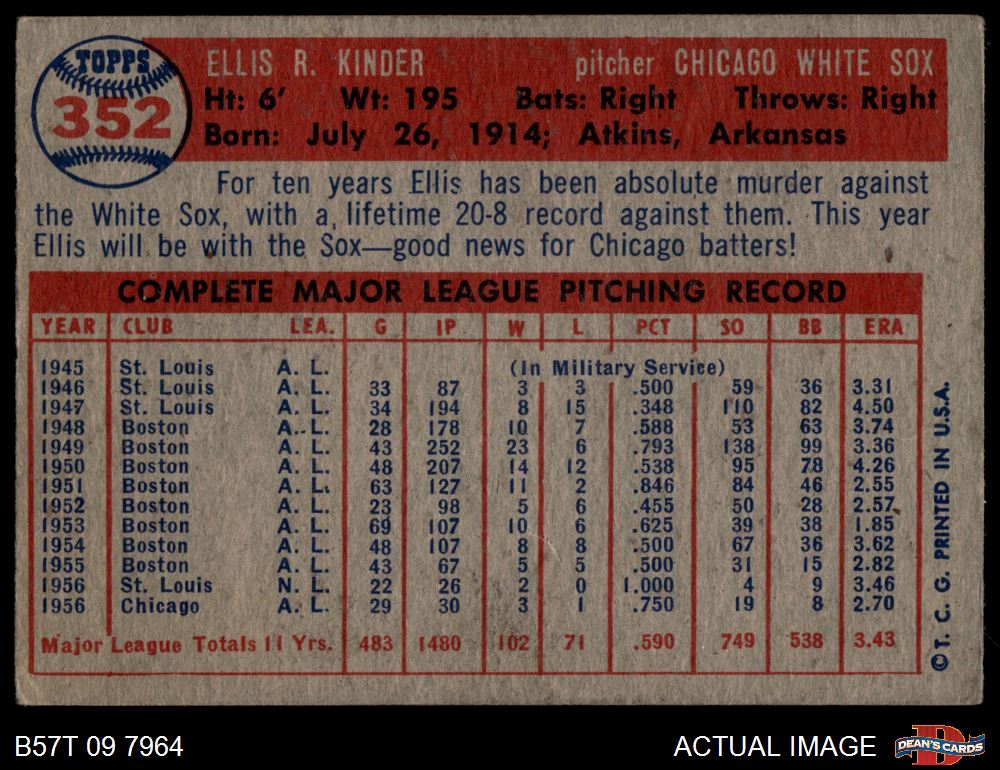 TOPPS
352
ELLIS R. KINDER pitcher CHICAGO WHITE SOX
Ht: 6' Wt: 195 Bats: Right Throws: Right
Born: July 26, 1914; Atkins, Arkansas
For ten years Ellis has been absolute murder against
the White Sox, with a lifetime 20-8 record against them. This year
Ellis will be with the Sox—good news for Chicago batters!
COMPLETE MAJOR LEAGUE PITCHING RECORD
YEAR CLUB LEA. G IP W L PCT SO BB ERA
1945 St. Louis A. L. (In Military Service)
1946 St. Louis A. L. 33 87 3 3 .500 59 36 3.31
1947 St. Louis A. L. 34 194 8 15 .348 110 82 4.50
1948 Boston A. L. 28 178 10 7 .588 53 63 3.74
1949 Boston A. L. 43 252 23 6 .793 138 99 3.36
1950 Boston A. L. 48 207 14 12 .538 95 78 4.26
1951 Boston A. L. 63 127 11 2 .846 84 46 2.55
1952 Boston A. L. 23 98 5 6 .455 50 28 2.57
1953 Boston A. L. 69 107 10 6 .625 39 38 1.85
1954 Boston A. L. 48 107 8 8 .500 67 36 3.62
1955 Boston A. L. 43 67 5 5 .500 31 15 2.82
1956 St. Louis N. L. 22 26 2 0 1.000 4 9 3.46
1956 Chicago A. L. 29 30 3 1 .750 19 8 2.70
Major League Totals 11 Yrs. 483 1480 102 71 .590 749 538 3.43
© T. C. G. PRINTED IN U.S.A.
B57T 09 7964 ACTUAL IMAGE DEAN'S CARDS